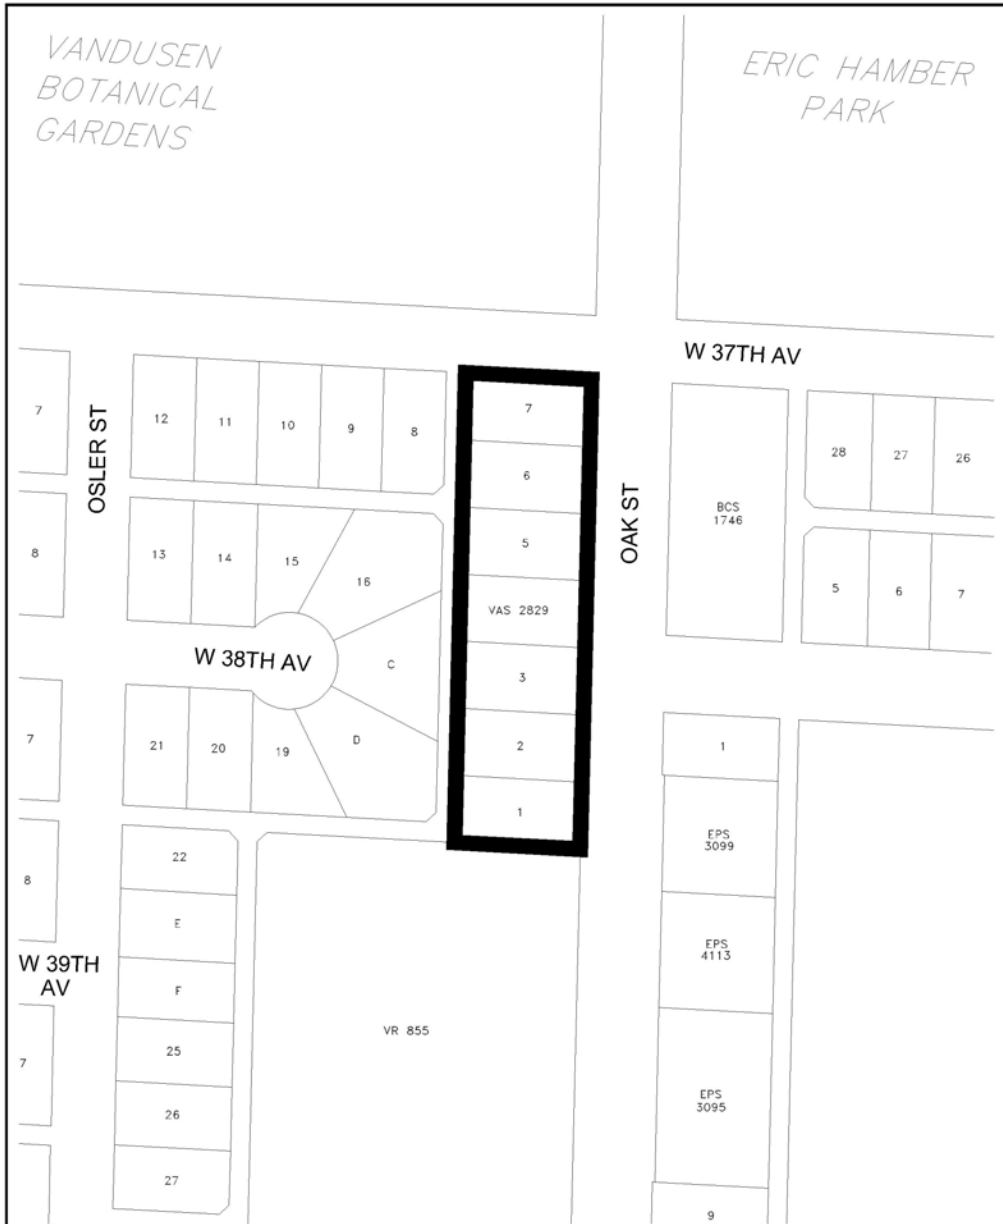 VANDUSEN
BOTANICAL
GARDENS
ERIC HAMBER
PARK
W 37TH AV
OSLER ST
OAK ST
7
12
11
10
9
8
7
6
5
VAS 2829
3
2
1
BCS
1746
28
27
26
8
13
14
15
16
5
6
7
W 38TH AV
C
D
7
21
20
19
1
EPS
3099
22
8
E
EPS
4113
W 39TH
AV
F
VR 855
25
7
26
EPS
3095
27
9